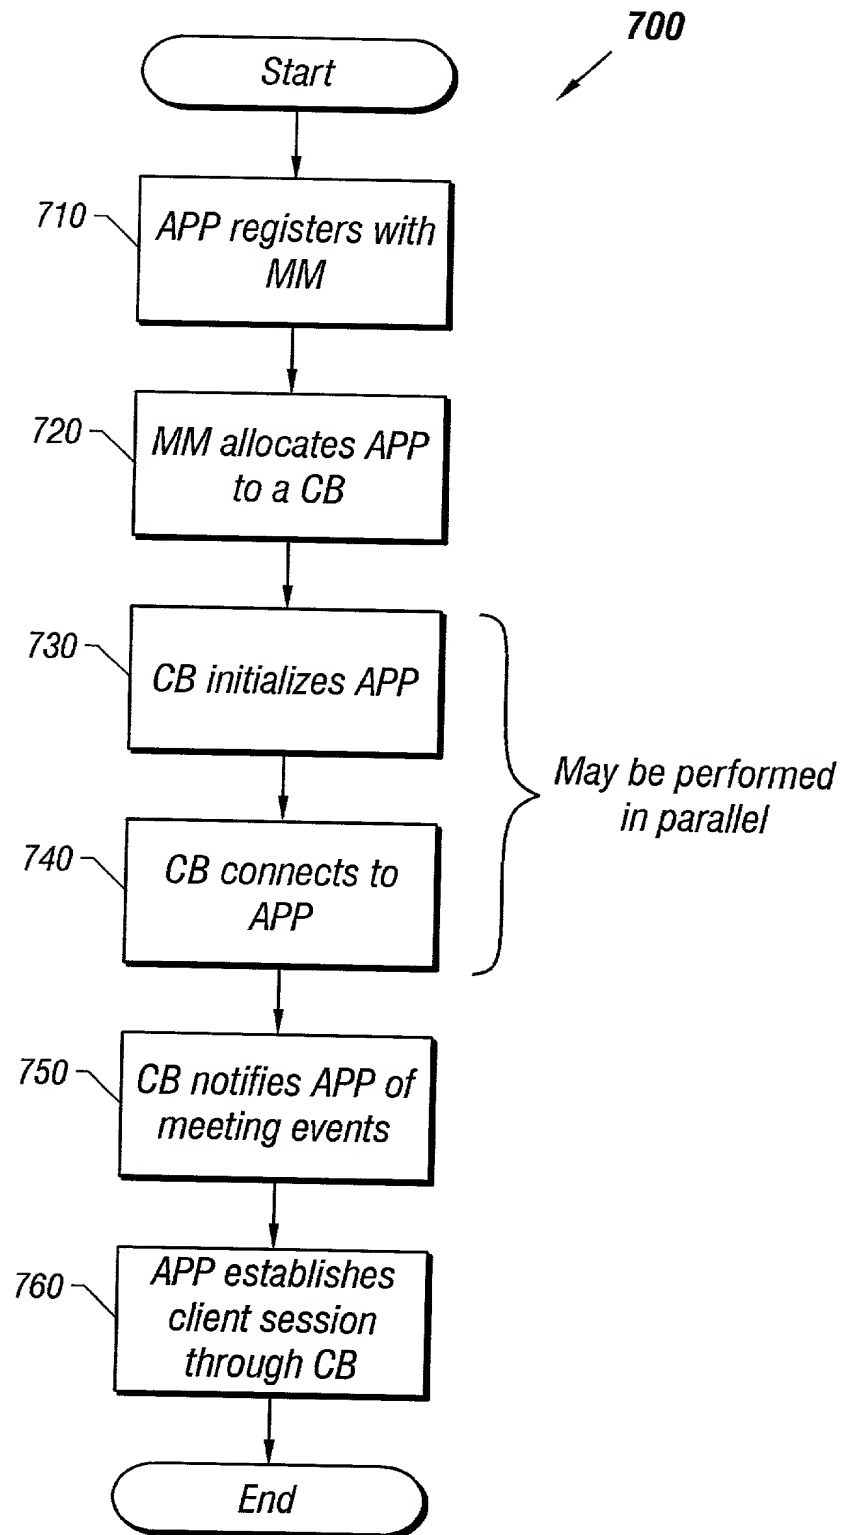 700
Start
710
APP registers with
MM
720
MM allocates APP
to a CB
730
CB initializes APP
May be performed
in parallel
740
CB connects to
APP
750
CB notifies APP of
meeting events
760
APP establishes
client session
through CB
End